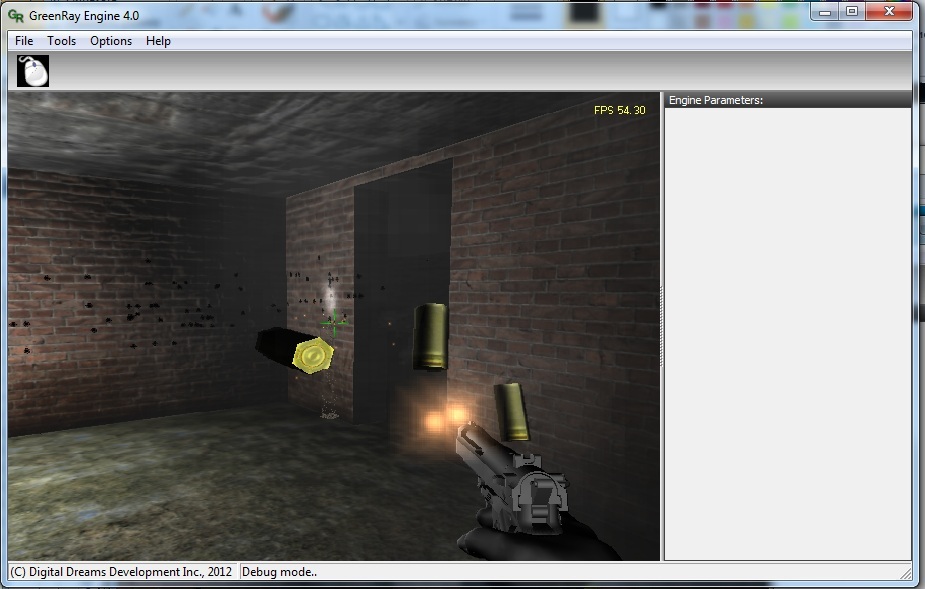 GR GreenRay Engine 4.0
File Tools Options Help
FPS 54.30
Engine Parameters:
(C) Digital Dreams Development Inc., 2012 Debug mode..